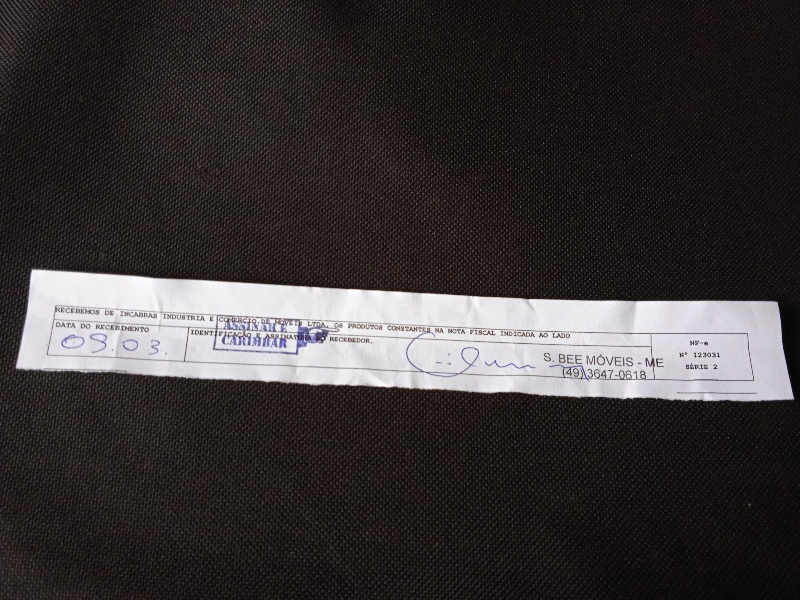 RECEBEMOS DE INCABRAS INDUSTRIA E COMERCIO DE MOVEIS LTDA. OS PRODUTOS CONSTANTES NA NOTA FISCAL INDICADA AO LADO
DATA DO RECEBIMENTO
09.03.
IDENTIFICAÇÃO E ASSINATURA DO RECEBEDOR.
ASSINAR E
CARIMBAR
S. BEE MÓVEIS - ME
(49) 3647-0618
NF-e
Nº 123031
SÉRIE 2